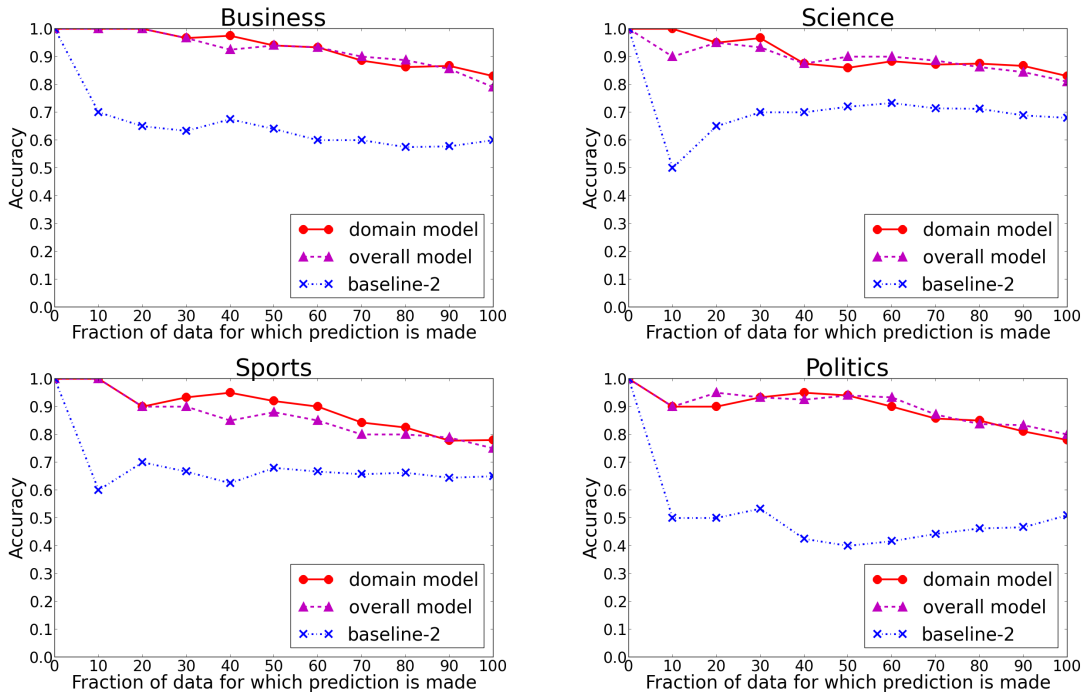 Business
1.0
0.9
0.8
0.7
0.6
0.5
0.4
0.3
0.2
0.1
0.0
Accuracy
domain model
overall model
baseline-2
0 10 20 30 40 50 60 70 80 90 100
Fraction of data for which prediction is made
Science
1.0
0.9
0.8
0.7
0.6
0.5
0.4
0.3
0.2
0.1
0.0
Accuracy
domain model
overall model
baseline-2
0 10 20 30 40 50 60 70 80 90 100
Fraction of data for which prediction is made
Sports
1.0
0.9
0.8
0.7
0.6
0.5
0.4
0.3
0.2
0.1
0.0
Accuracy
domain model
overall model
baseline-2
0 10 20 30 40 50 60 70 80 90 100
Fraction of data for which prediction is made
Politics
1.0
0.9
0.8
0.7
0.6
0.5
0.4
0.3
0.2
0.1
0.0
Accuracy
domain model
overall model
baseline-2
0 10 20 30 40 50 60 70 80 90 100
Fraction of data for which prediction is made